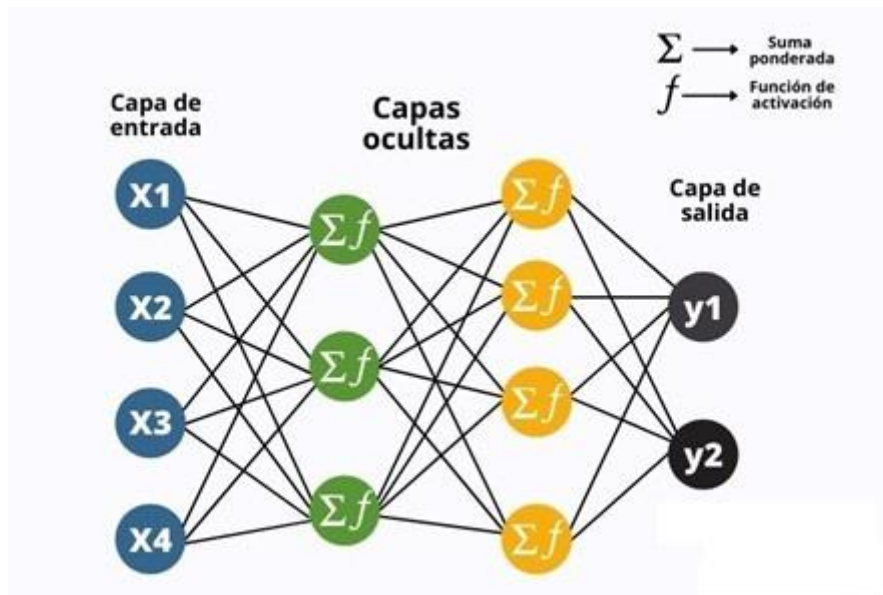 Σ → Suma
ponderada
f → Función de
activación
Capa de
entrada
Capas
ocultas
Capa de
salida
X1
X2
X3
X4
Σf
Σf
Σf
Σf
Σf
Σf
Σf
y1
y2